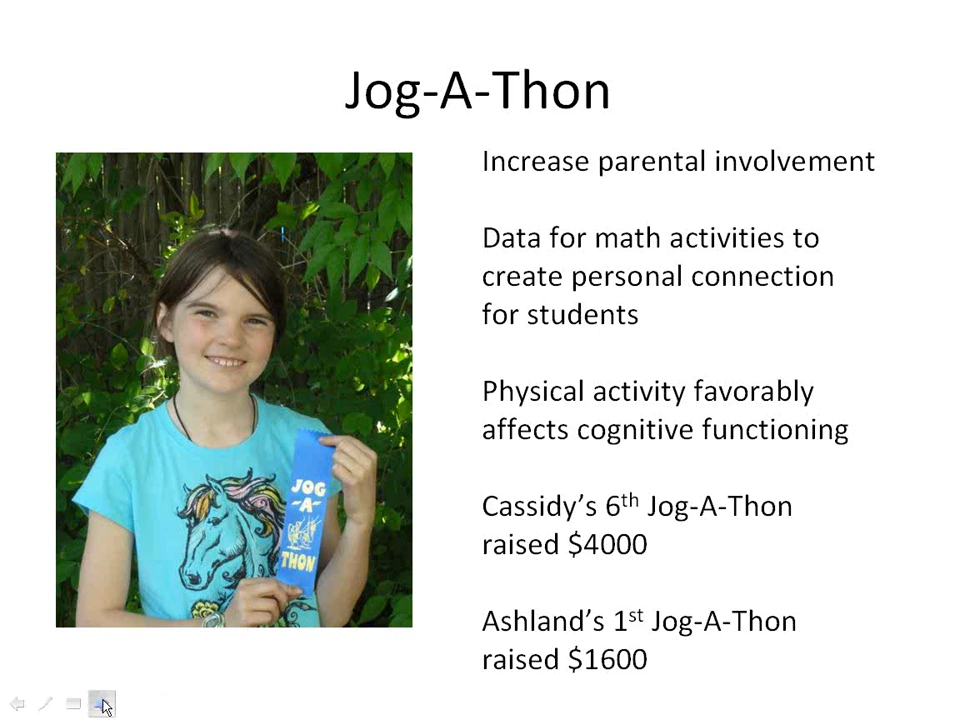 Jog-A-Thon
Increase parental involvement
Data for math activities to
create personal connection
for students
Physical activity favorably
affects cognitive functioning
Cassidy's 6th Jog-A-Thon
raised $4000
Ashland's 1st Jog-A-Thon
raised $1600
JOG
-A-
THON